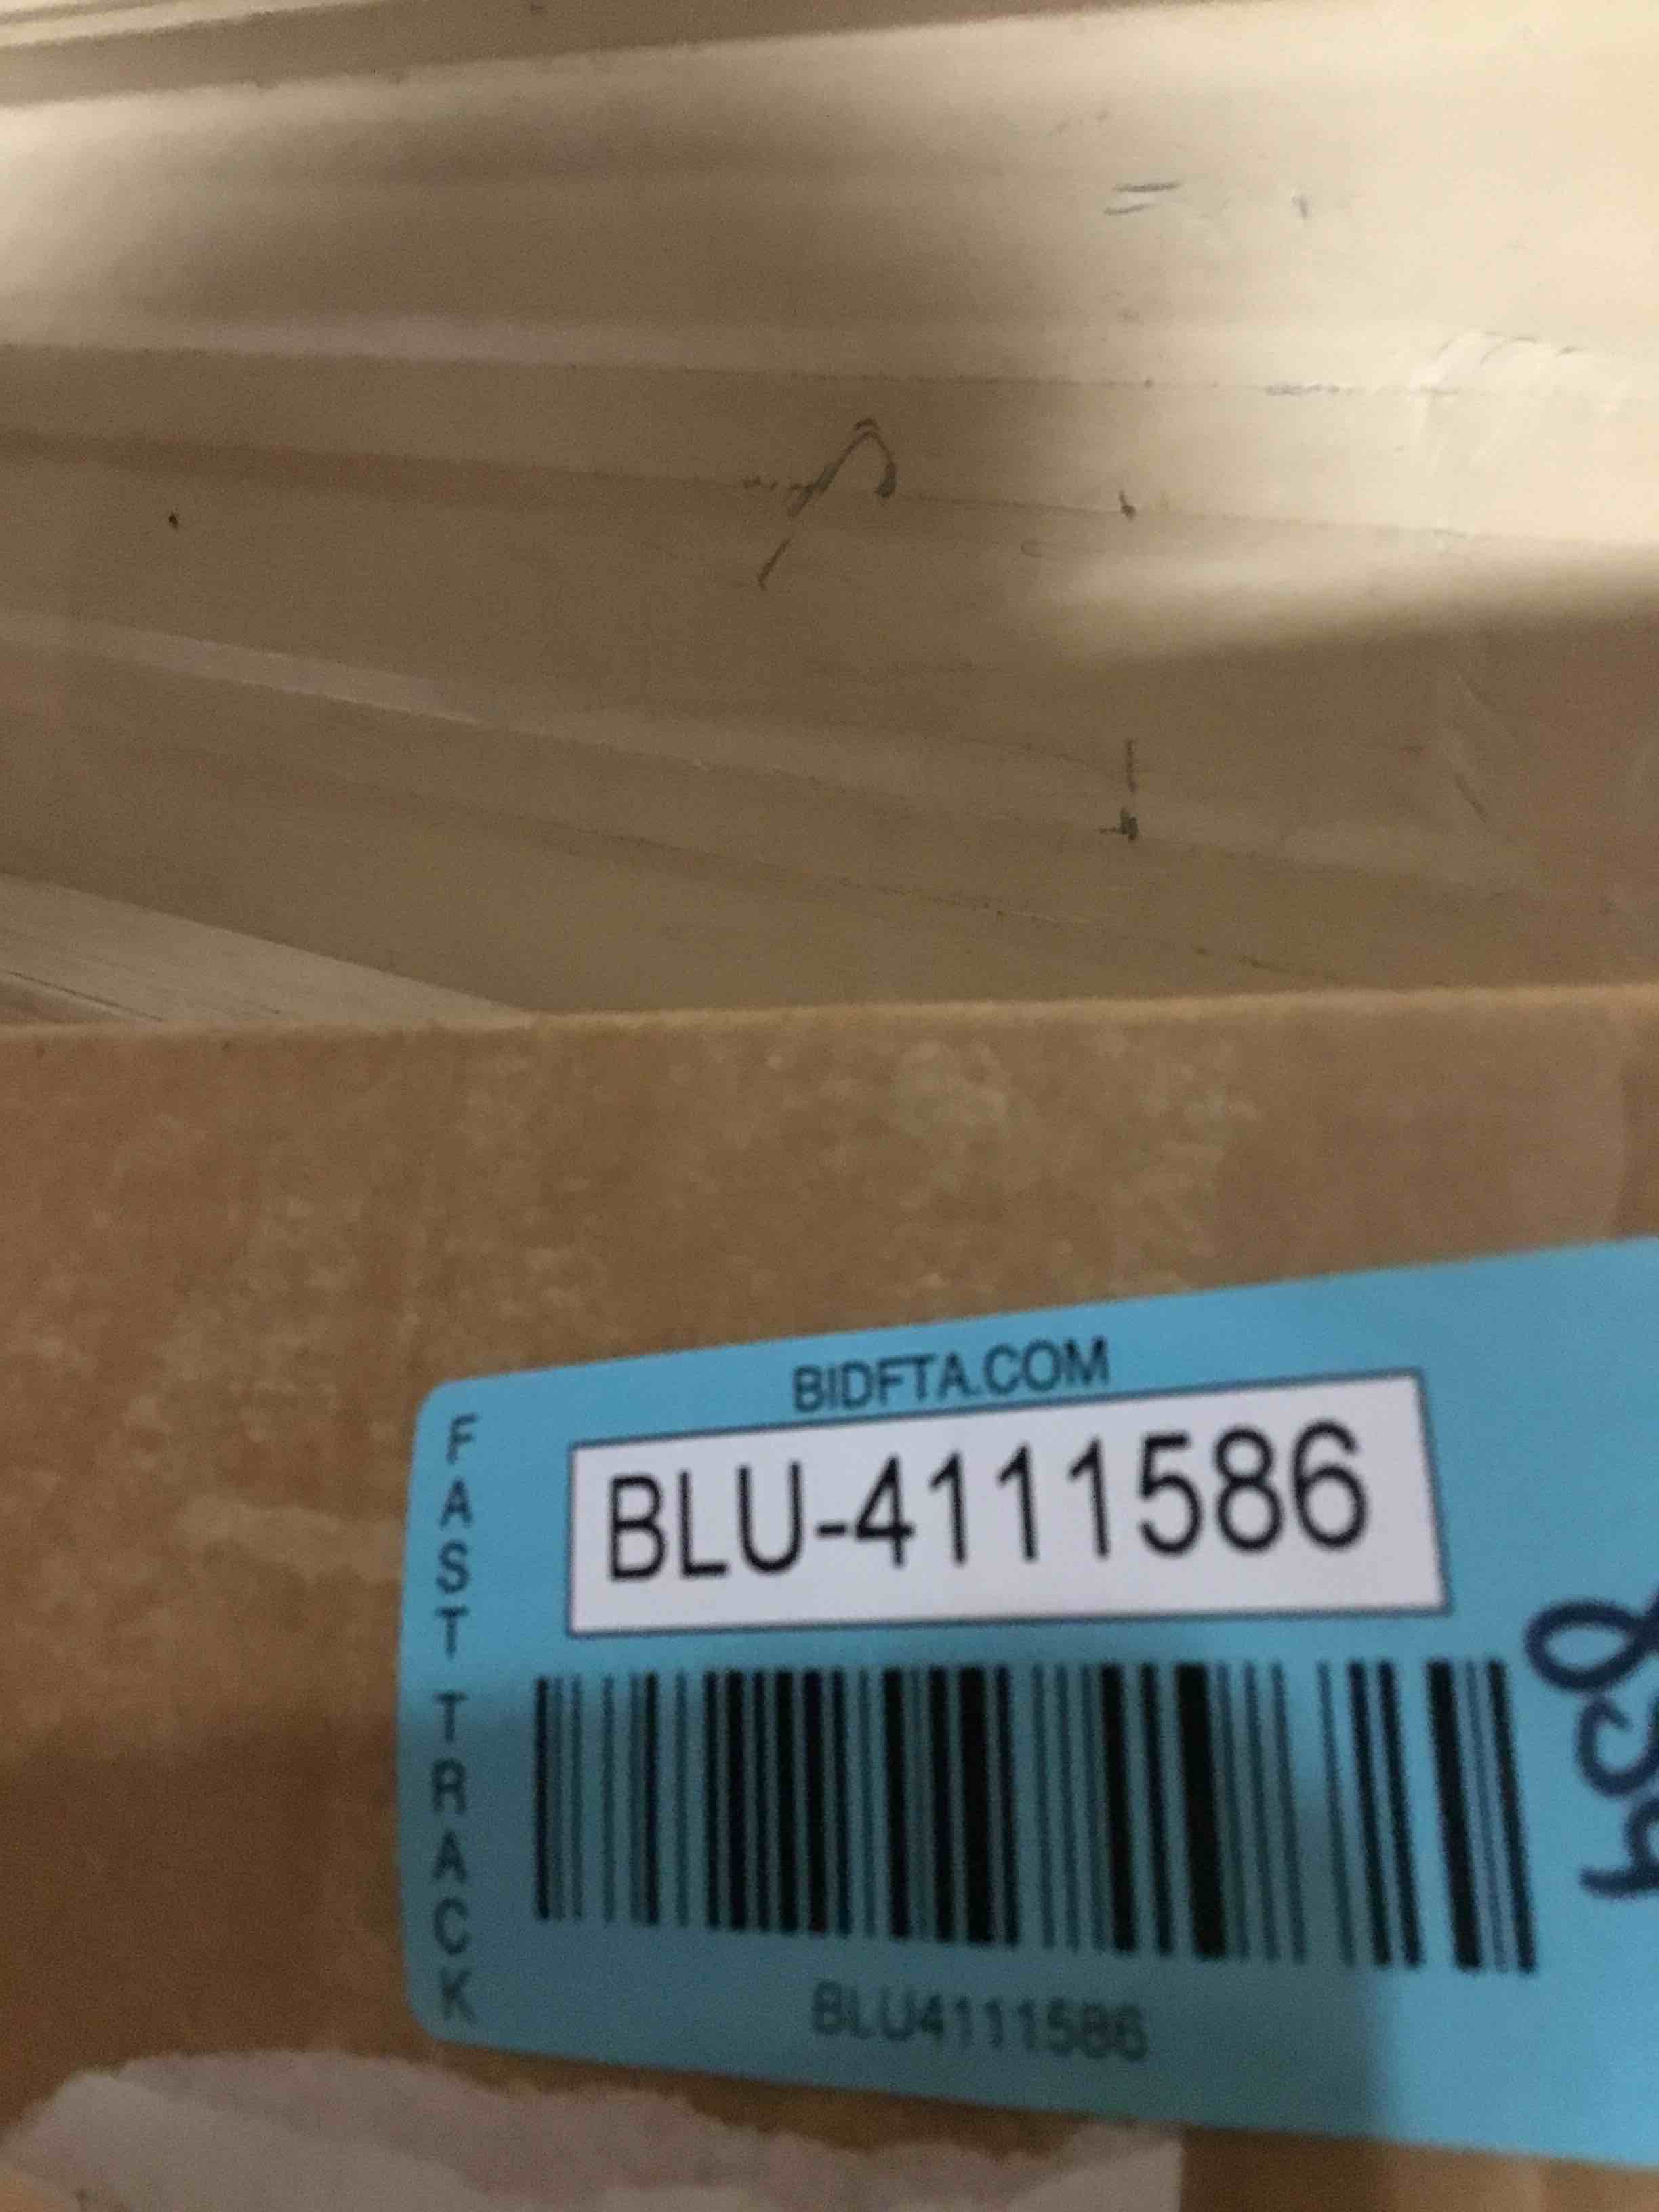 BIDFTA.COM
BLU-4111586
FAST TRACK
BLU4111586